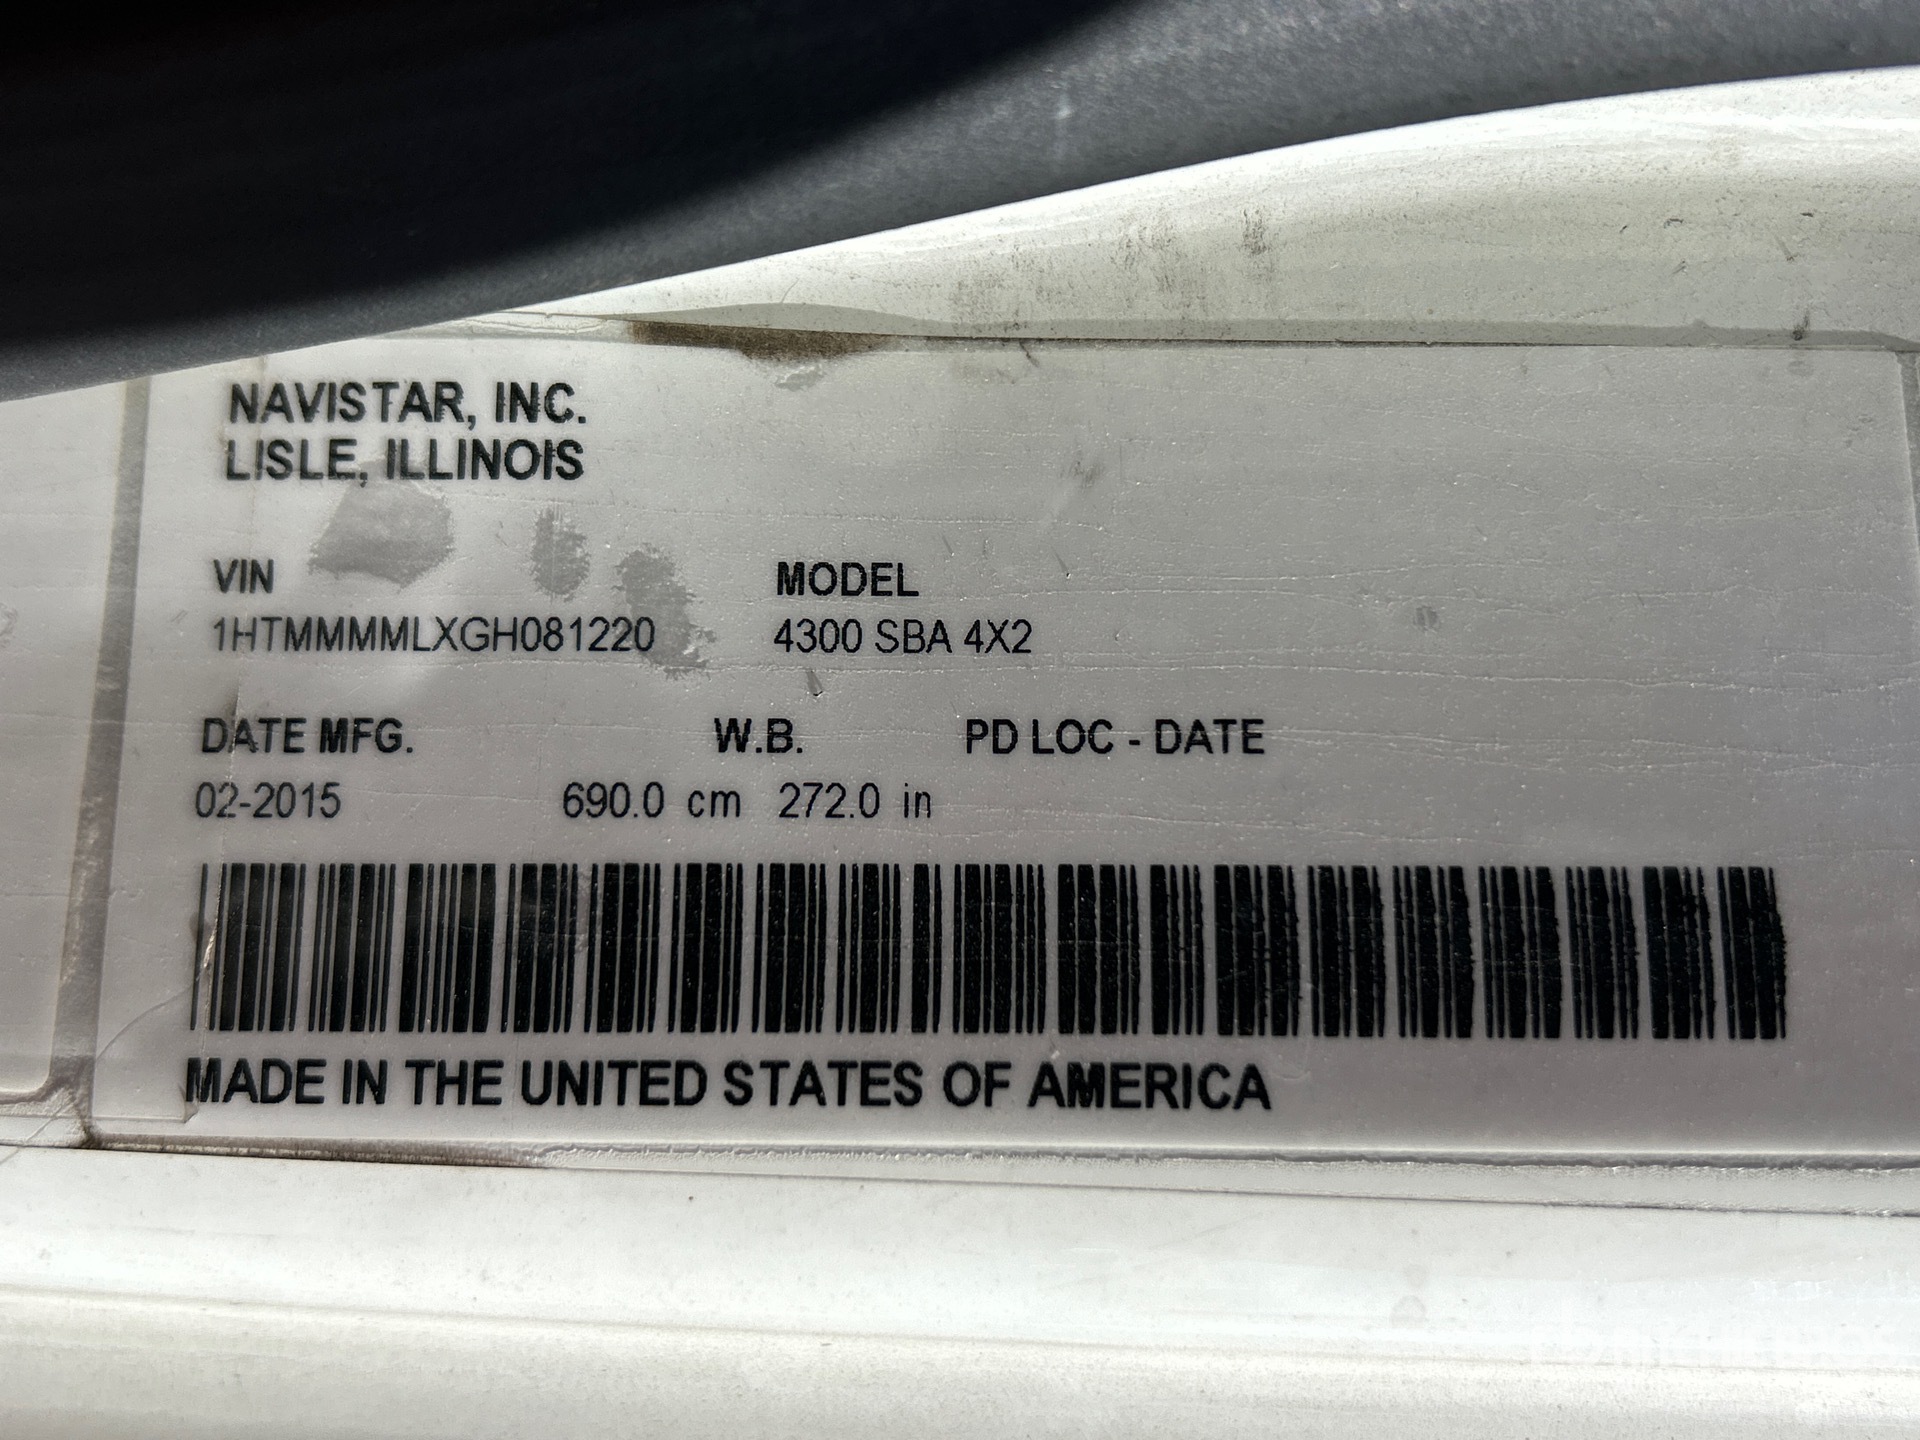 NAVISTAR, INC.
LISLE, ILLINOIS
VIN MODEL
1HTMMMMLXGH081220 4300 SBA 4X2
DATE MFG. W.B. PD LOC - DATE
02-2015 690.0 cm 272.0 in
MADE IN THE UNITED STATES OF AMERICA